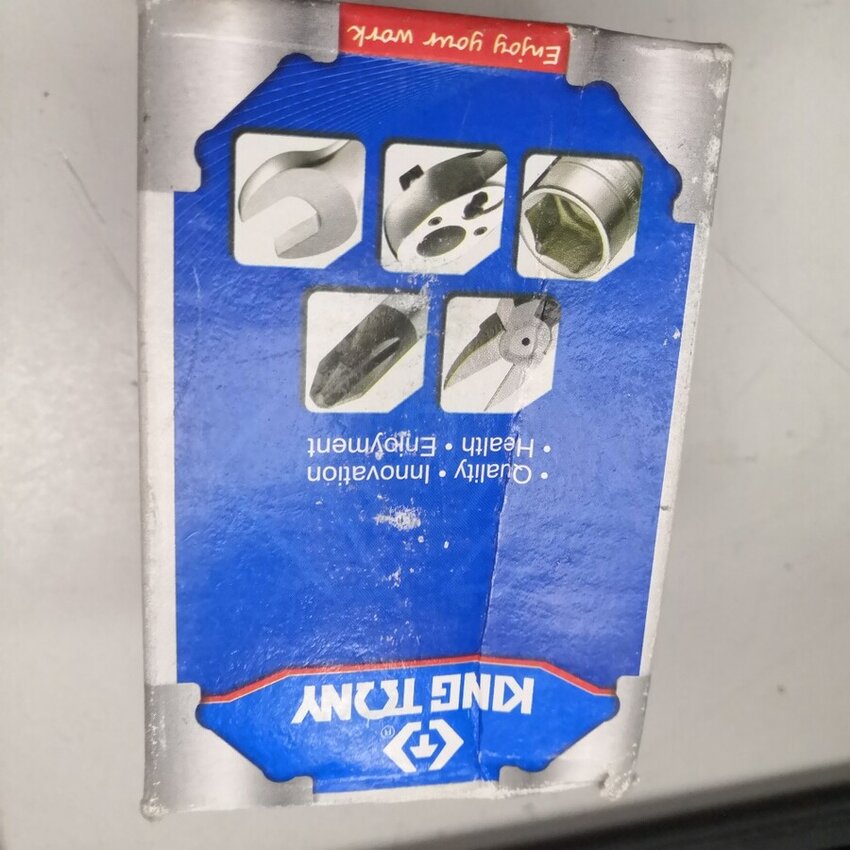 KING TONY
• Quality • Innovation
• Health • Enjoyment
Enjoy your work